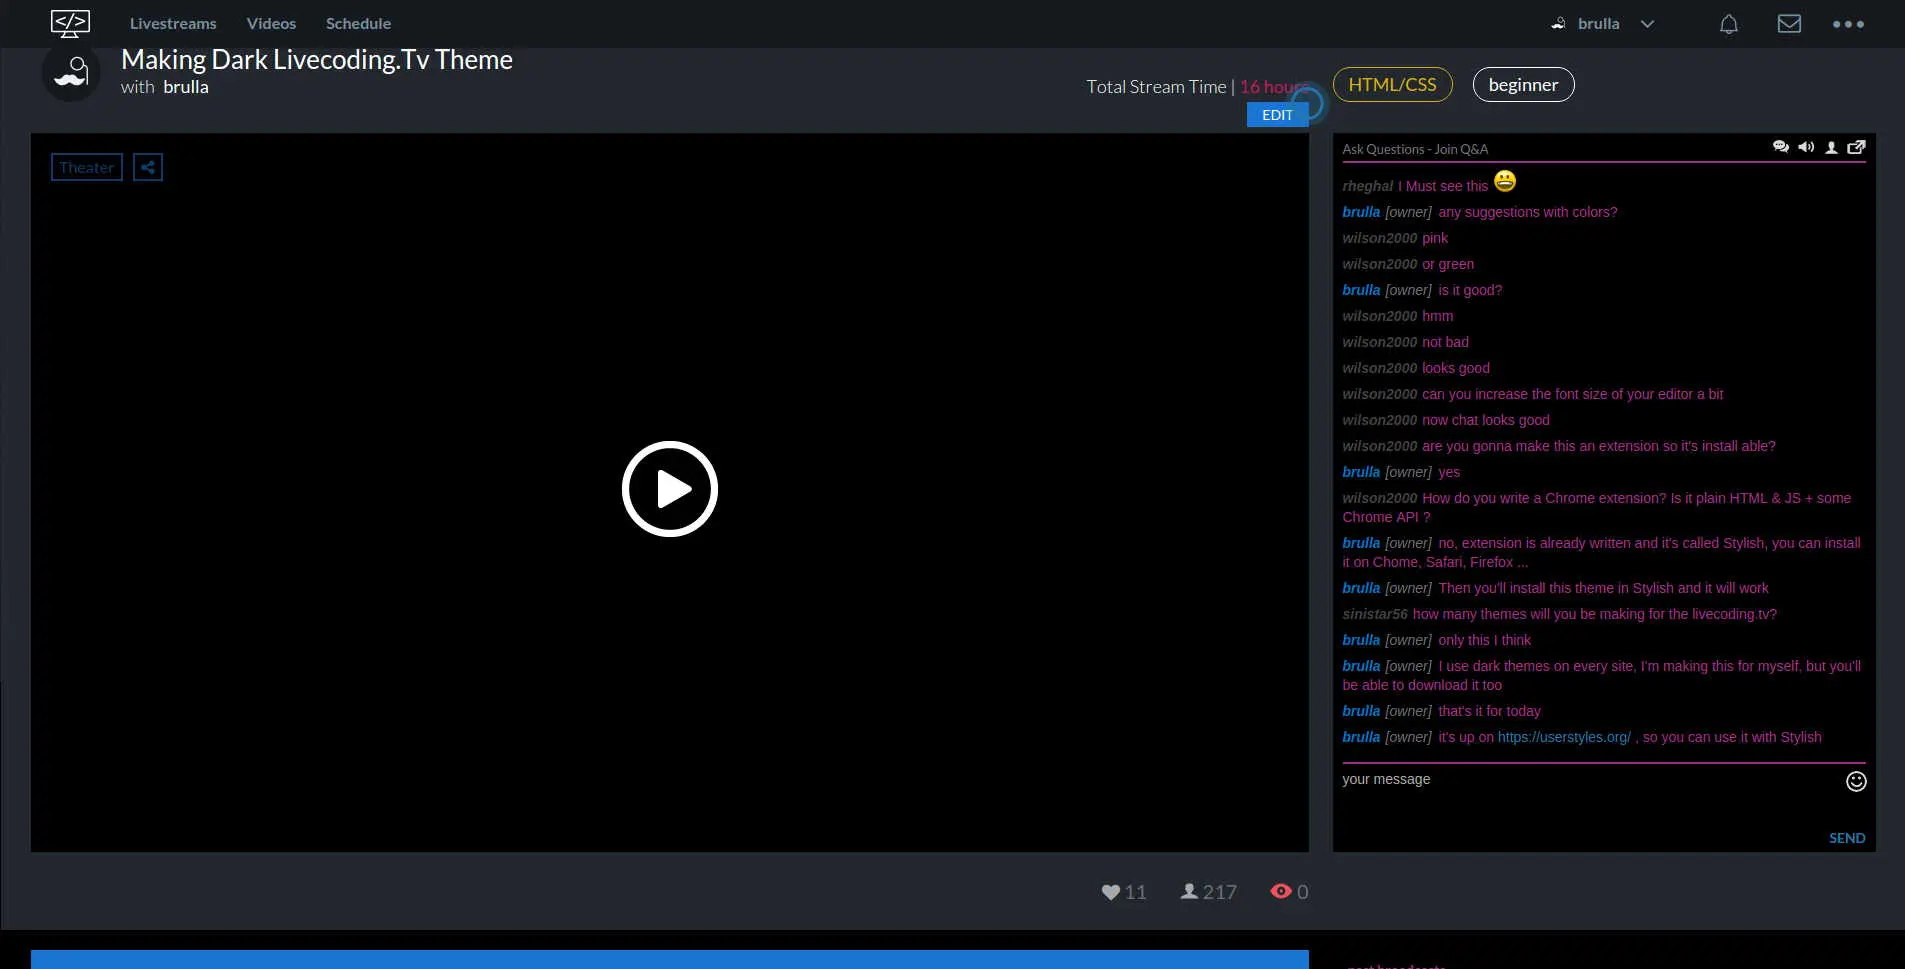 </>
Livestreams Videos Schedule
brulla
Making Dark Livecoding.Tv Theme
with brulla
Total Stream Time | 16 hours
HTML/CSS
beginner
EDIT
Theater
Ask Questions - Join Q&A
rheghal I Must see this
brulla [owner] any suggestions with colors?
wilson2000 pink
wilson2000 or green
brulla [owner] is it good?
wilson2000 hmm
wilson2000 not bad
wilson2000 looks good
wilson2000 can you increase the font size of your editor a bit
wilson2000 now chat looks good
wilson2000 are you gonna make this an extension so it's install able?
brulla [owner] yes
wilson2000 How do you write a Chrome extension? Is it plain HTML & JS + some
Chrome API ?
brulla [owner] no, extension is already written and it's called Stylish, you can install
it on Chome, Safari, Firefox ...
brulla [owner] Then you'll install this theme in Stylish and it will work
sinistar56 how many themes will you be making for the livecoding.tv?
brulla [owner] only this I think
brulla [owner] I use dark themes on every site, I'm making this for myself, but you'll
be able to download it too
brulla [owner] that's it for today
brulla [owner] it's up on https://userstyles.org/ , so you can use it with Stylish
your message
SEND
11 217 0
past broadcasts